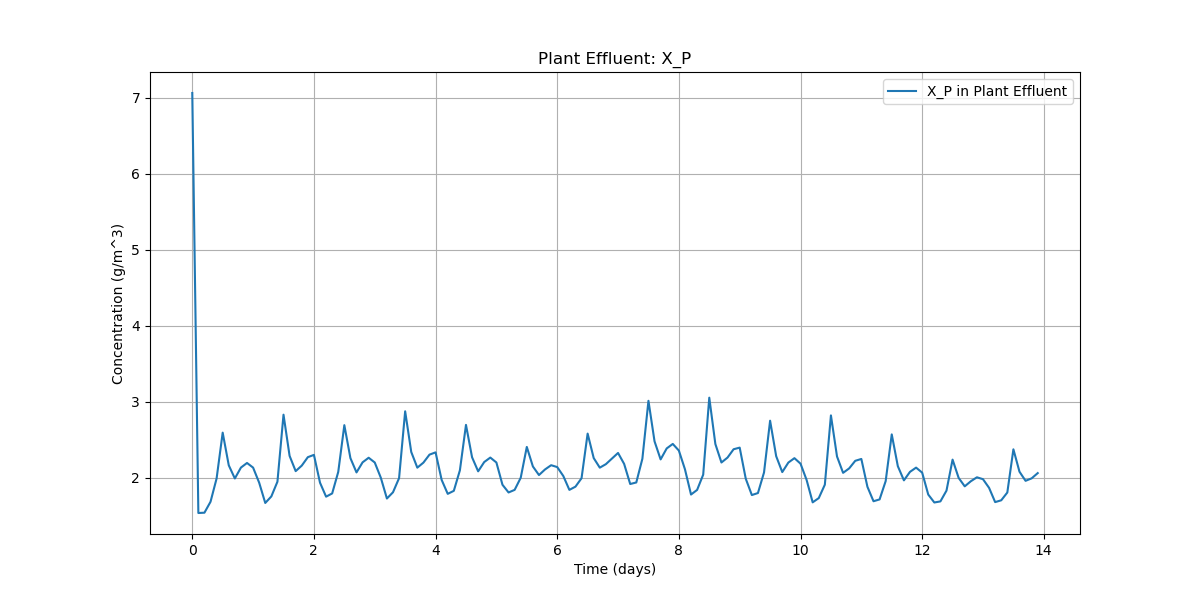 Plant Effluent: X_P
X_P in Plant Effluent
Concentration (g/m^3)
7
6
5
4
3
2
0 2 4 6 8 10 12 14
Time (days)